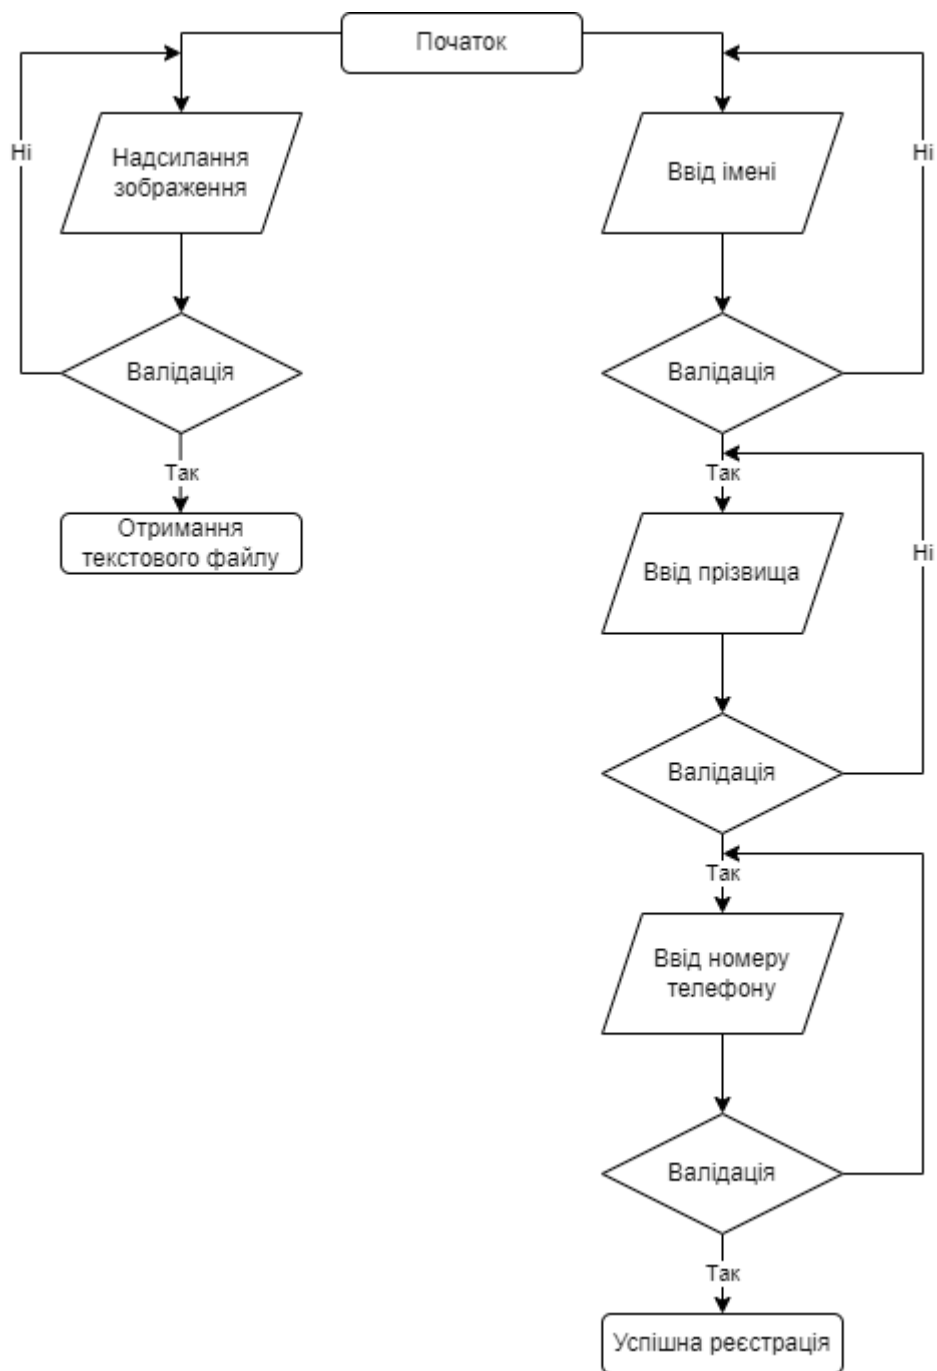 Початок
Надсилання
зображення
Ні
Валідація
Так
Отримання
текстового файлу
Ввід імені
Ні
Валідація
Так
Ввід прізвища
Ні
Валідація
Так
Ввід номеру
телефону
Валідація
Так
Успішна реєстрація